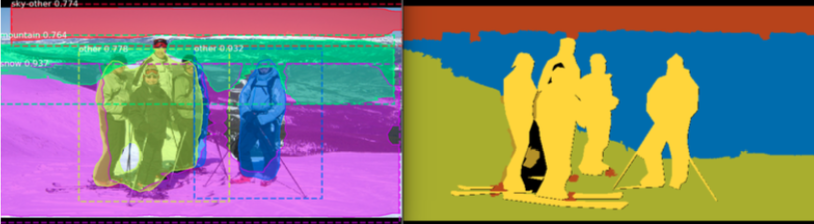 sky-other 0.774
mountain 0.764
other 0.778
other 0.932
snow 0.937